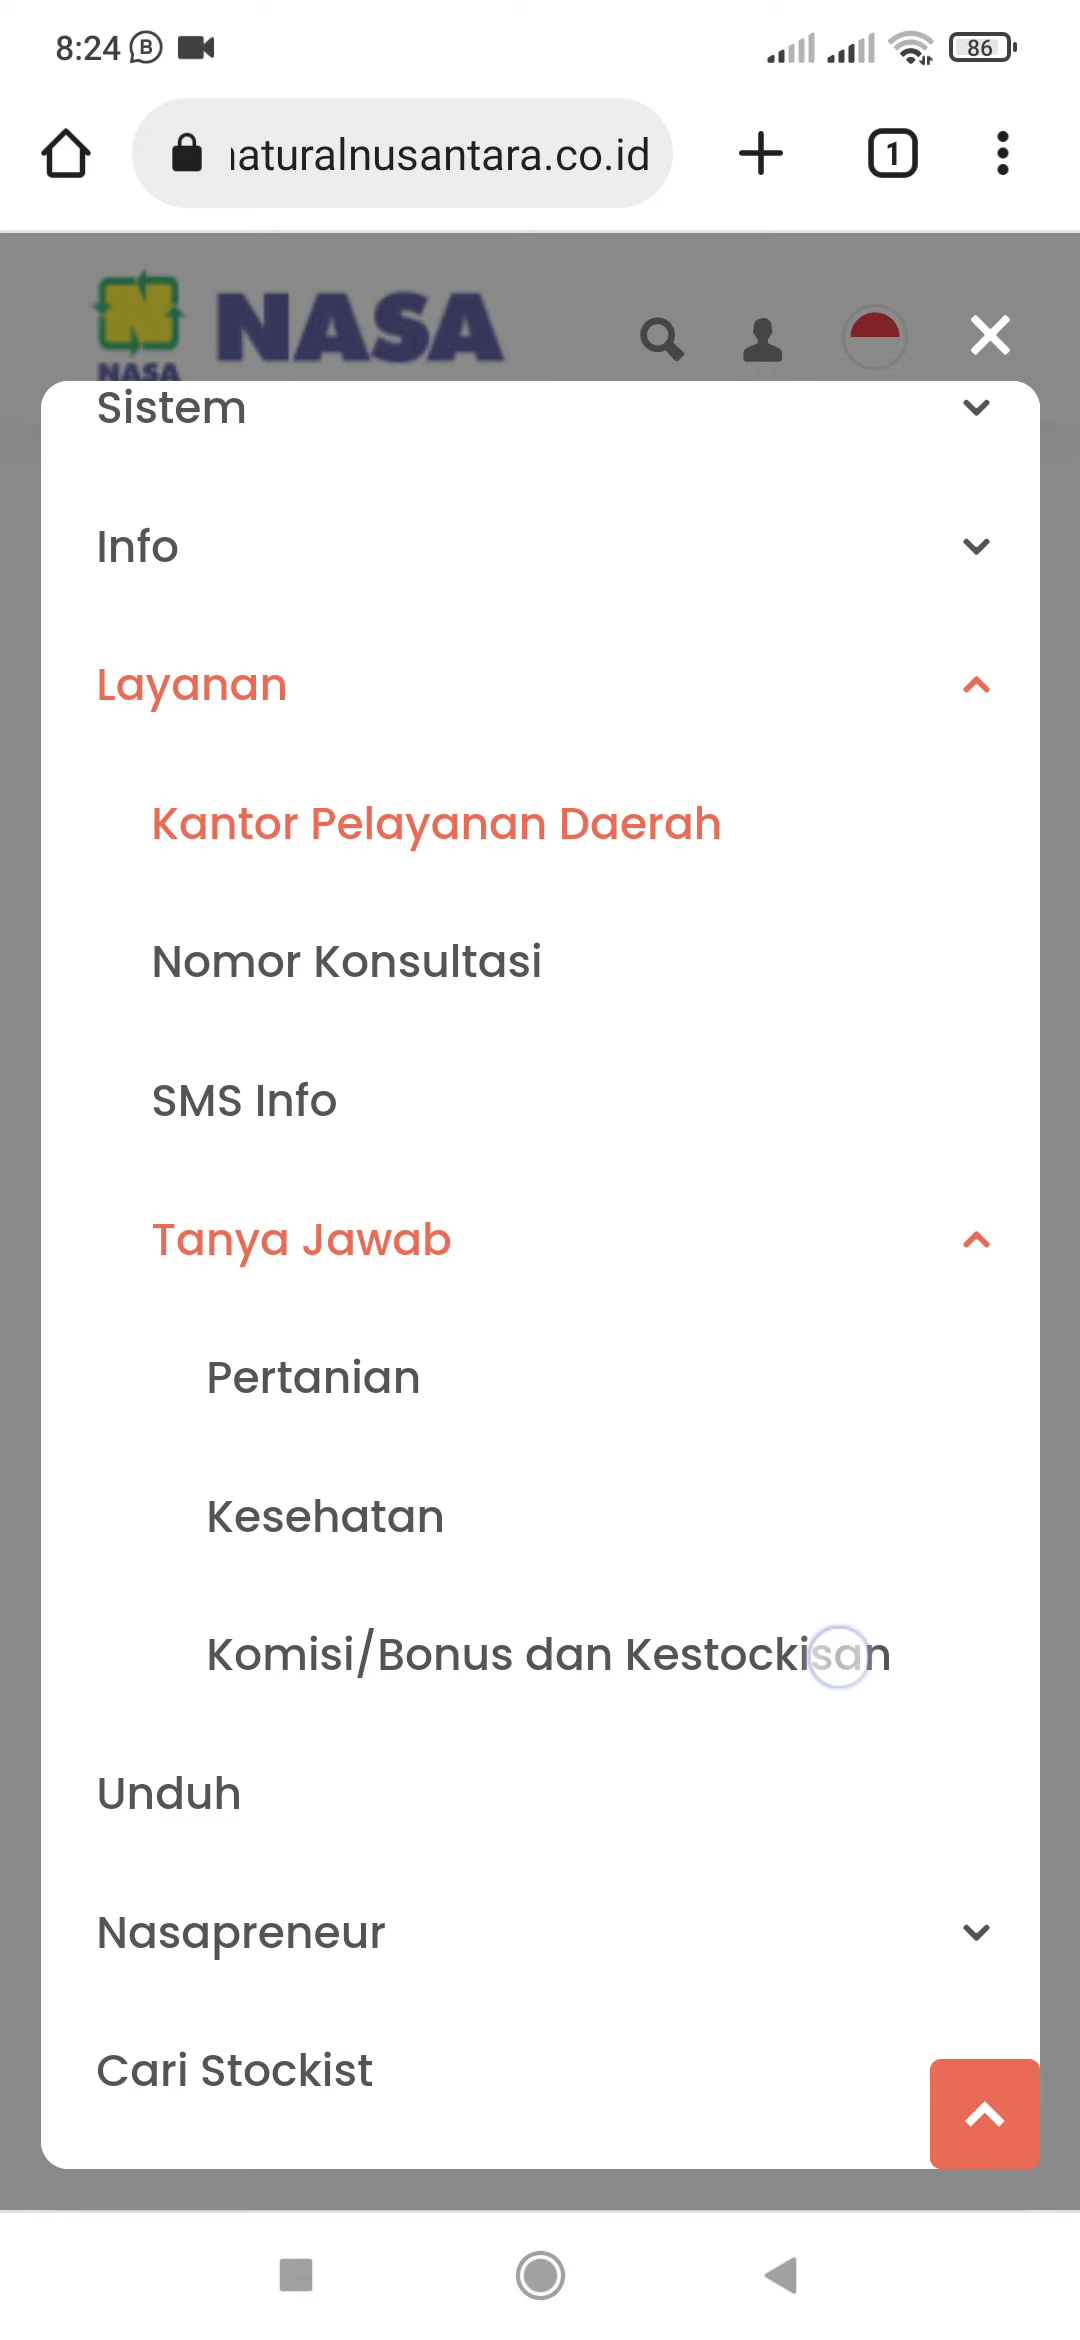 8:24
86
naturalnusantara.co.id
1
NASA
NASA
Sistem
Info
Layanan
Kantor Pelayanan Daerah
Nomor Konsultasi
SMS Info
Tanya Jawab
Pertanian
Kesehatan
Komisi/Bonus dan Kestockisan
Unduh
Nasapreneur
Cari Stockist